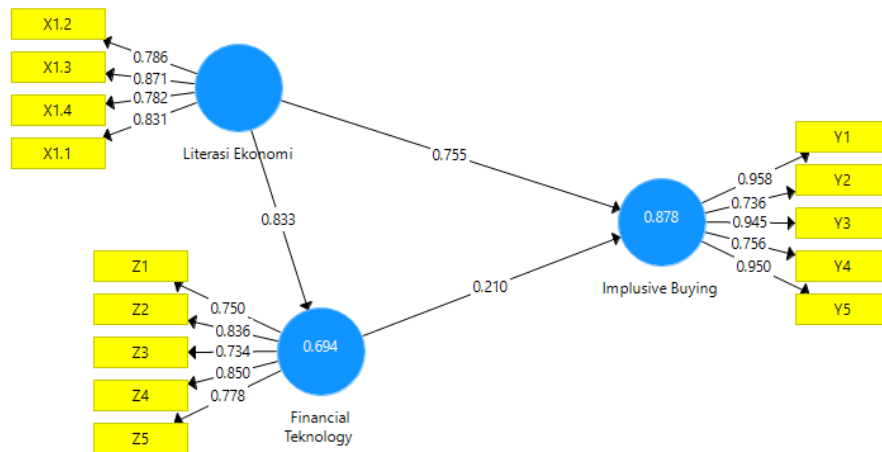 X1.2
X1.3
X1.4
X1.1
0.786
0.871
0.782
0.831
Literasi Ekonomi
0.755
0.833
Y1
Y2
Y3
Y4
Y5
0.958
0.736
0.945
0.756
0.950
0.878
Implusive Buying
0.210
Z1
Z2
Z3
Z4
Z5
0.750
0.836
0.734
0.850
0.778
0.694
Financial
Teknology